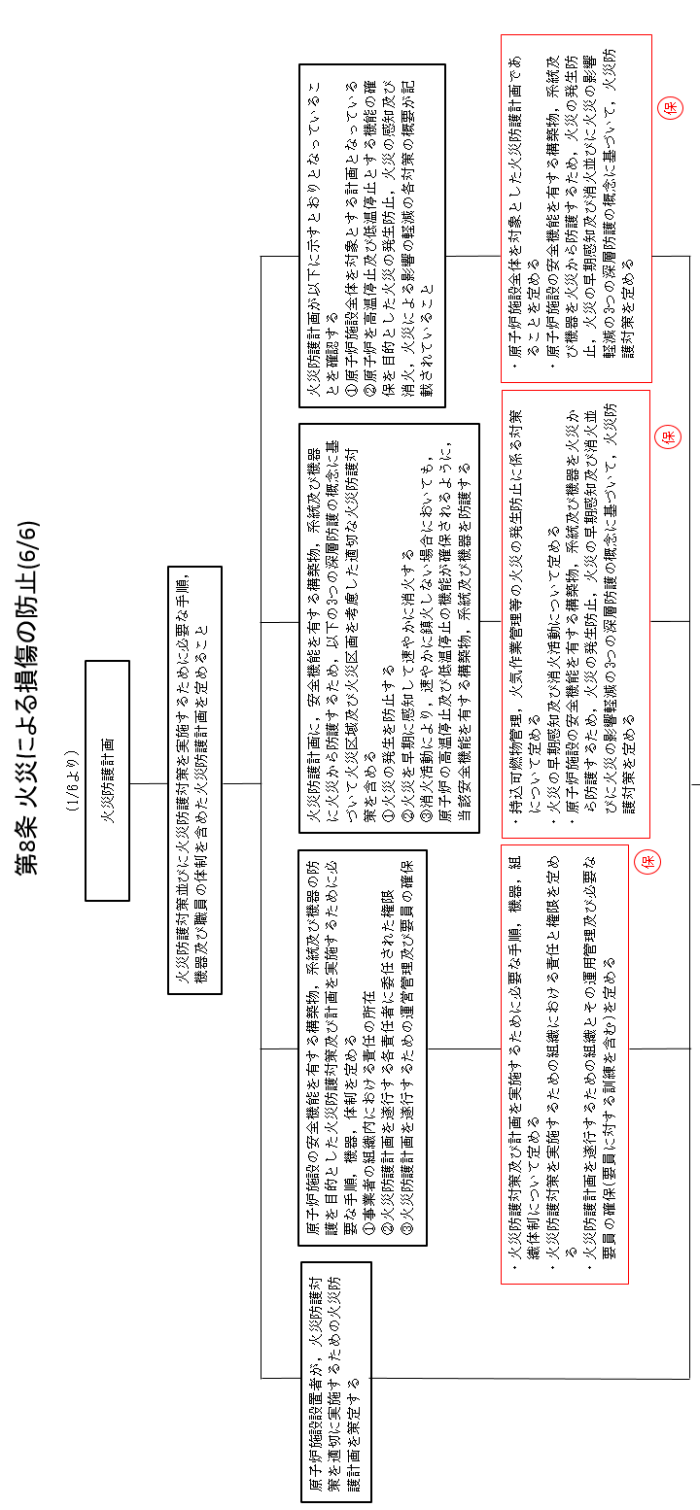 第8条 火災による損傷の防止(6/6)
(1/6より)
火災防護計画
火災防護対策並びに火災防護対策を実施するために必要な手順,
機器及び職員の体制を含めた火災防護計画を定めること
原子炉施設設置者が, 火災防護対
策を適切に実施するための火災防
護計画を策定する
原子炉施設の安全機能を有する構築物, 系統及び機器の防
護を目的とした火災防護対策及び計画を実施するために必
要な手順, 機器, 体制を定める
①事業者の組織内における責任の所在
②火災防護計画を遂行する各責任者に委任された権限
③火災防護計画を遂行するための運営管理及び要員の確保
火災防護計画に, 安全機能を有する構築物, 系統及び機器
に火災から防護するため, 以下の3つの深層防護の概念に基
づいて火災区域及び火災区画を考慮した適切な火災防護対
策を含める
①火災の発生を防止する
②火災を早期に感知して速やかに消火する
③消火活動により, 速やかに鎮火しない場合においても,
原子炉の高温停止及び低温停止の機能が確保されるように,
当該安全機能を有する構築物, 系統及び機器を防護する
火災防護計画が以下に示すとおりとなっているこ
とを確認する
①原子炉施設全体を対象とする計画となっている
②原子炉を高温停止及び低温停止とする機能の確
保を目的とした火災の発生防止, 火災の感知及び
消火, 火災による影響の軽減の各対策の概要が記
載されていること
・火災防護対策及び計画を実施するために必要な手順, 機器, 組
織体制について定める
・火災防護対策を実施するための組織における責任と権限を定め
る
・火災防護計画を遂行するための組織とその運用管理及び必要な
要員の確保(要員に対する訓練を含む)を定める
保
・持込可燃物管理, 火気作業管理等の火災の発生防止に係る対策
について定める
・火災の早期感知及び消火活動について定める
・原子炉施設の安全機能を有する構築物, 系統及び機器を火災か
ら防護するため, 火災の発生防止, 火災の早期感知及び消火並
びに火災の影響軽減の3つの深層防護の概念に基づいて, 火災防
護対策を定める
保
・原子炉施設全体を対象とした火災防護計画であ
ることを定める
・原子炉施設の安全機能を有する構築物, 系統及
び機器を火災から防護するため, 火災の発生防
止, 火災の早期感知及び消火並びに火災の影響
軽減の3つの深層防護の概念に基づいて, 火災防
護対策を定める
保